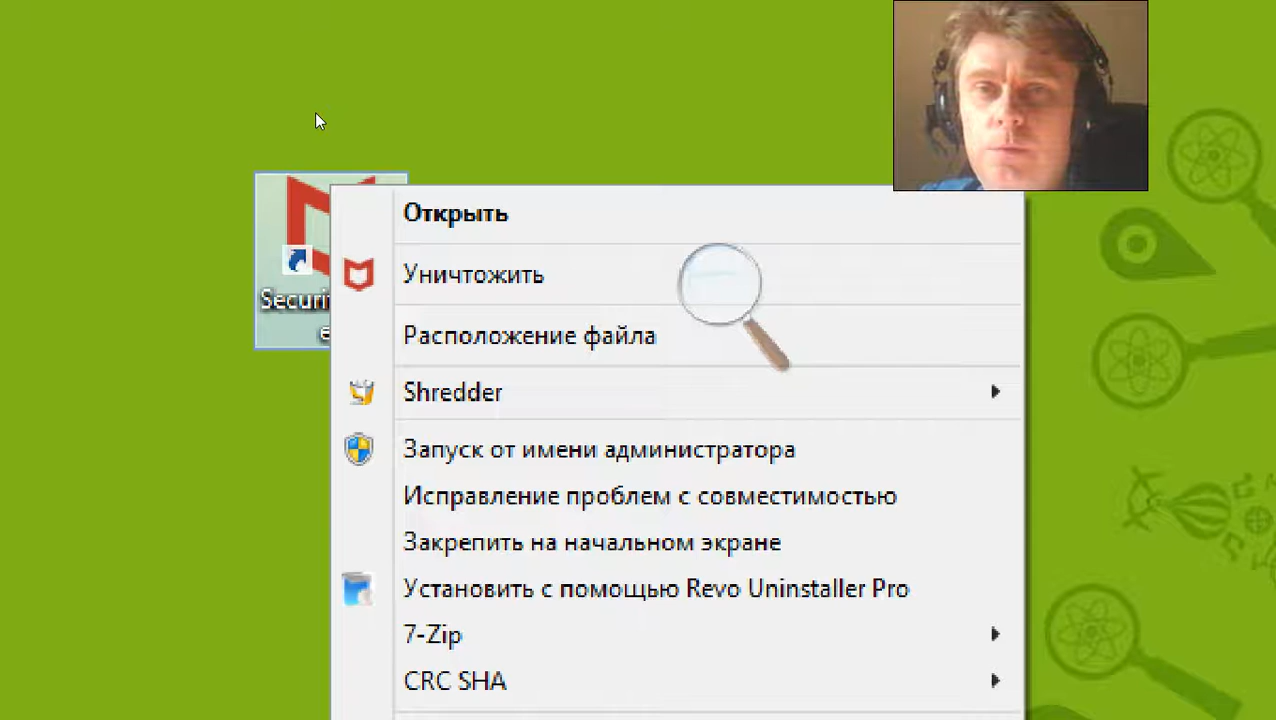 Открыть
Securi
e
Уничтожить
Расположение файла
Shredder
Запуск от имени администратора
Исправление проблем с совместимостью
Закрепить на начальном экране
Установить с помощью Revo Uninstaller Pro
7-Zip
CRC SHA